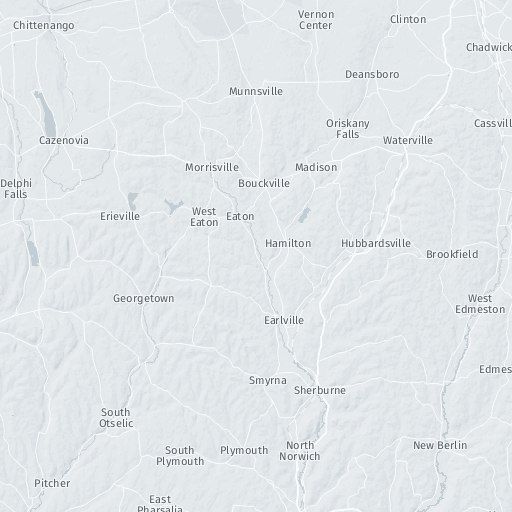 Vernon
Center
Clinton
Chittenango
Chadwick
Deansboro
Munnsville
Oriskany
Falls
Cassvill
Cazenovia
Waterville
Morrisville
Madison
Delphi
Falls
Bouckville
Erieville
West
Eaton
Eaton
Hamilton
Hubbardsville
Brookfield
Georgetown
West
Edmeston
Earlville
Edmes
Smyrna
Sherburne
South
Otselic
South
Plymouth
Plymouth
North
Norwich
New Berlin
Pitcher
East
Pharsalia